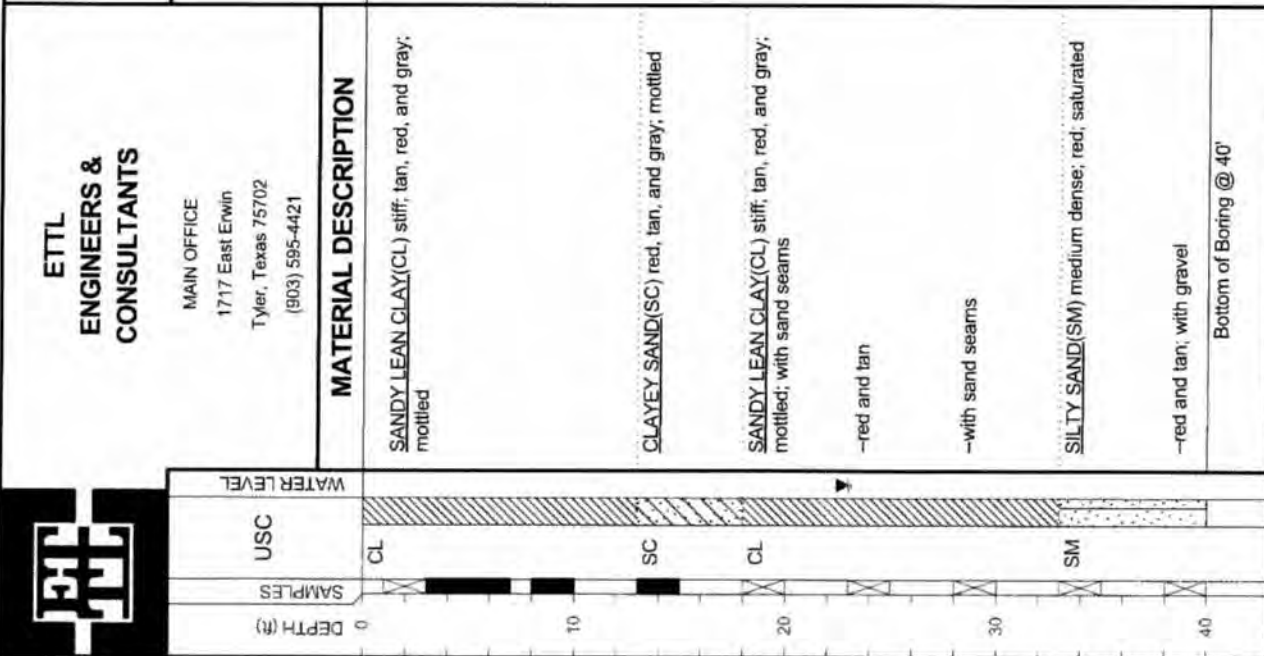 ETTL
ETTL
ENGINEERS &
CONSULTANTS
MAIN OFFICE
1717 East Erwin
Tyler, Texas 75702
(903) 595-4421
DEPTH (ft)
SAMPLES
USC
WATER LEVEL
MATERIAL DESCRIPTION
0
CL
SANDY LEAN CLAY(CL) stiff; tan, red, and gray;
mottled
10
SC
CLAYEY SAND(SC) red, tan, and gray; mottled
CL
SANDY LEAN CLAY(CL) stiff; tan, red, and gray;
mottled; with sand seams
20
--red and tan
--with sand seams
30
SM
SILTY SAND(SM) medium dense; red; saturated
--red and tan; with gravel
40
Bottom of Boring @ 40'